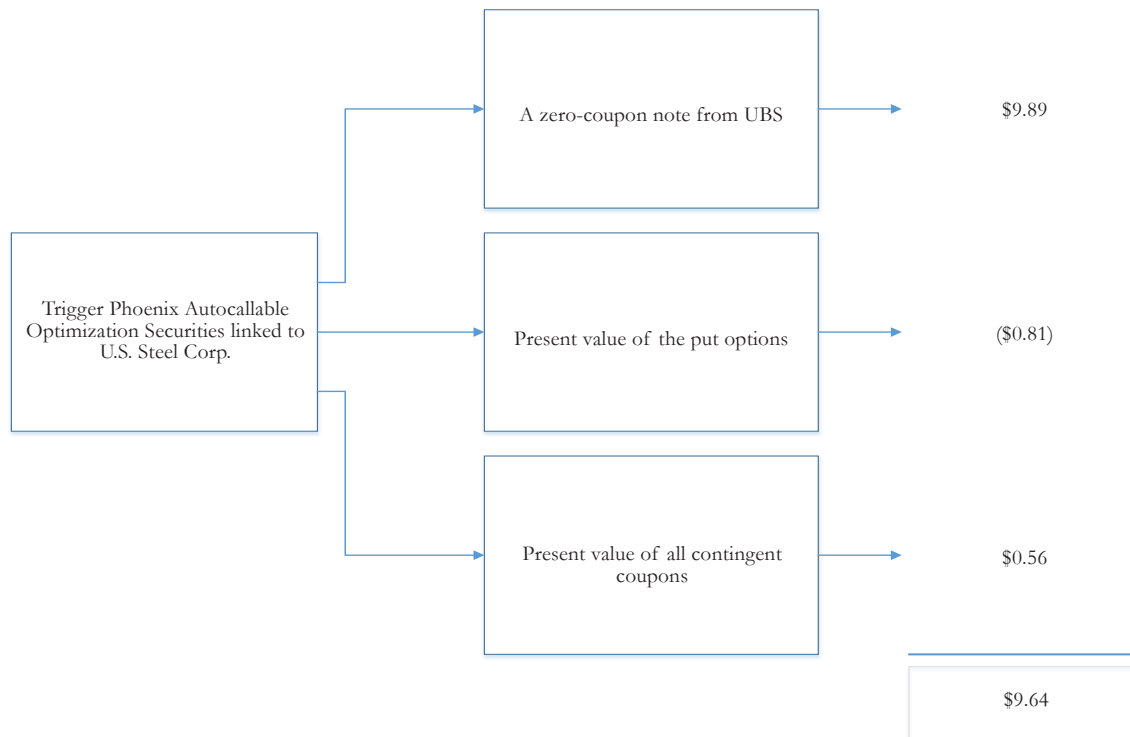 A zero-coupon note from UBS
$9.89
Trigger Phoenix Autocallable
Optimization Securities linked to
U.S. Steel Corp.
Present value of the put options
($0.81)
Present value of all contingent
coupons
$0.56
$9.64